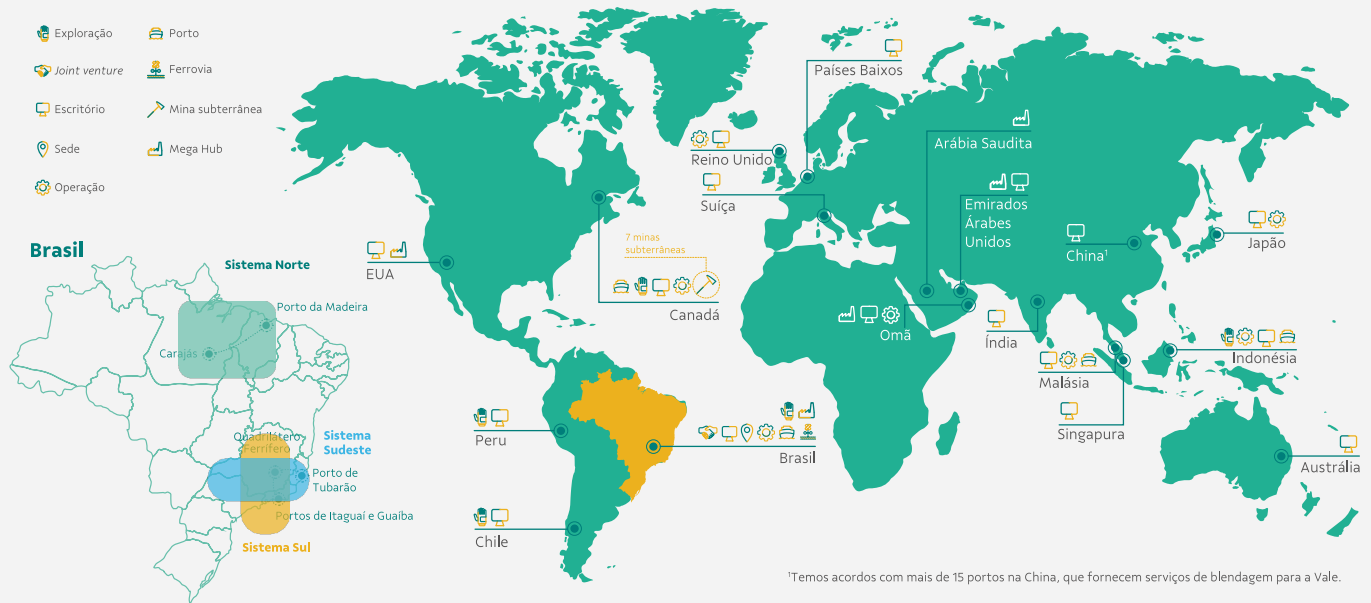 Exploração
Porto
Joint venture
Ferrovia
Escritório
Mina subterrânea
Sede
Mega Hub
Operação
Brasil
Sistema Norte
Porto da Madeira
Carajás
Quadrilátero
Ferrífero
Sistema
Sudeste
Porto de
Tubarão
Portos de Itaguaí e Guaíba
Sistema Sul
EUA
7 minas
subterrâneas
Canadá
Reino Unido
Suíça
Países Baixos
Arábia Saudita
Emirados
Árabes
Unidos
China¹
Japão
Omã
Índia
Malásia
Singapura
Indonésia
Austrália
Peru
Brasil
Chile
¹Temos acordos com mais de 15 portos na China, que fornecem serviços de blendagem para a Vale.